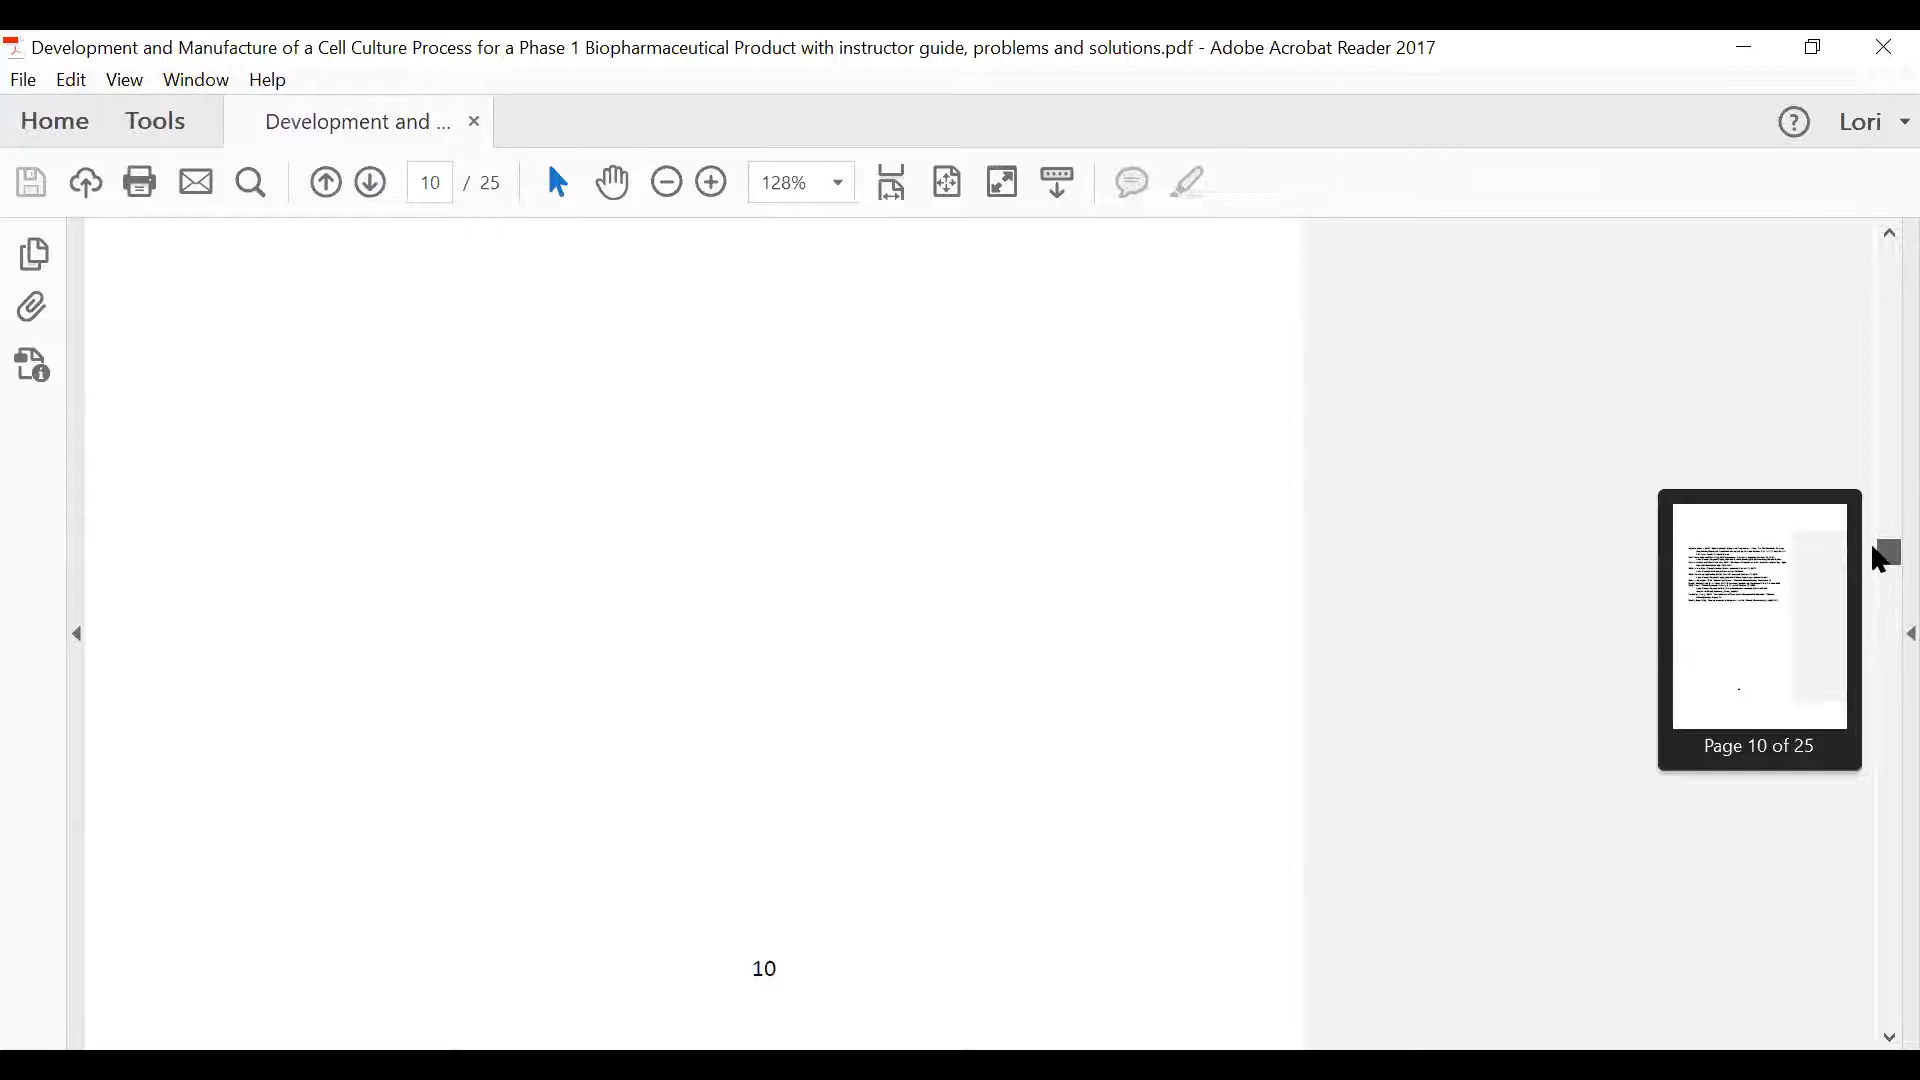 Development and Manufacture of a Cell Culture Process for a Phase 1 Biopharmaceutical Product with instructor guide, problems and solutions.pdf - Adobe Acrobat Reader 2017
File Edit View Window Help
Home Tools Development and ... Lori
10 / 25 128%
Page 10 of 25
10